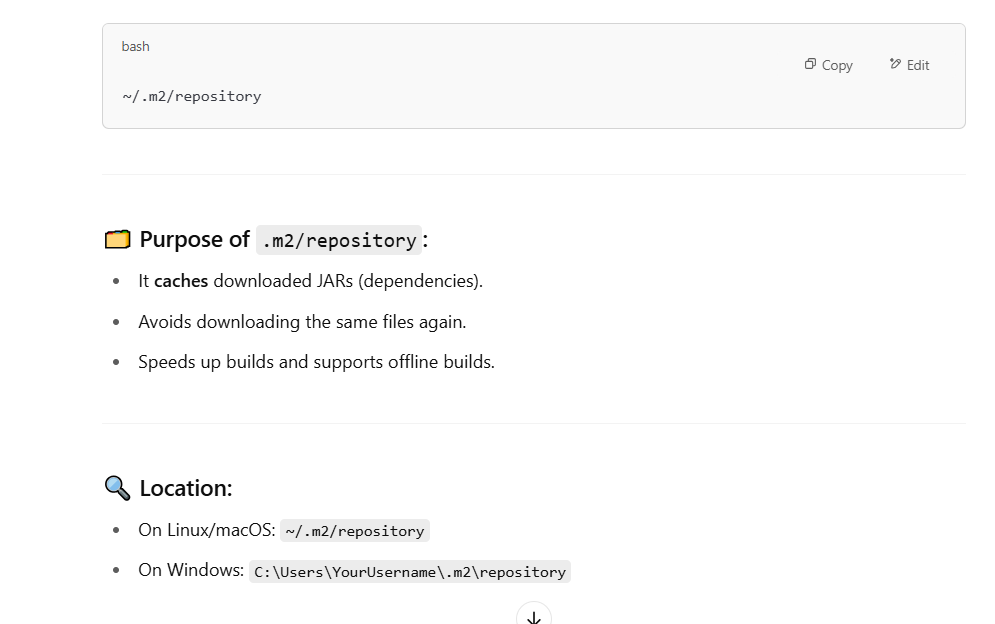 bash
Copy Edit
~/.m2/repository
Purpose of .m2/repository:
It caches downloaded JARs (dependencies).
Avoids downloading the same files again.
Speeds up builds and supports offline builds.
Location:
On Linux/macOS: ~/.m2/repository
On Windows: C:\Users\YourUsername\.m2\repository